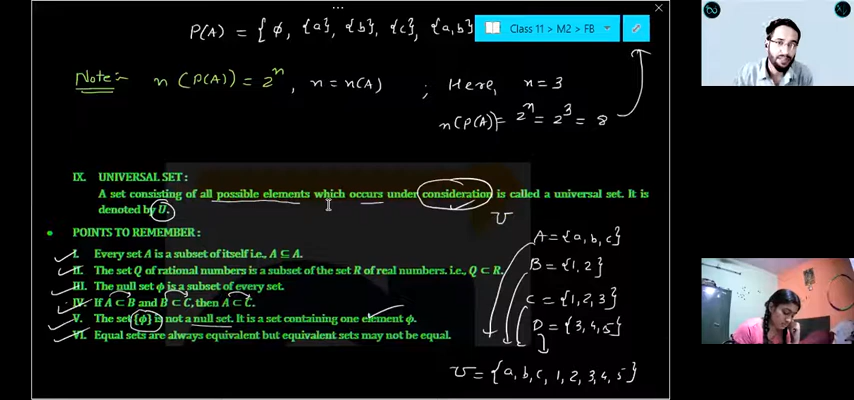 P(A) = { ϕ, {a}, {b}, {c}, {a,b}
Class 11 > M2 > FB
Note:- n (P(A)) = 2ⁿ, n = n(A) ; Here, n = 3
n(P(A)) = 2ⁿ = 2³ = 8
IX. UNIVERSAL SET:
A set consisting of all possible elements which occurs under consideration is called a universal set. It is
denoted by U.
U
POINTS TO REMEMBER:
I. Every set A is a subset of itself i.e., A ⊆ A.
II. The set Q of rational numbers is a subset of the set R of real numbers. i.e., Q ⊂ R.
III. The null set ϕ is a subset of every set.
IV. If A ⊂ B and B ⊂ C, then A ⊂ C.
V. The set {ϕ} is not a null set. It is a set containing one element ϕ.
VI. Equal sets are always equivalent but equivalent sets may not be equal.
A = {a, b, c}
B = {1, 2}
C = {1, 2, 3}
D = {3, 4, 5}
U = {a, b, c, 1, 2, 3, 4, 5}